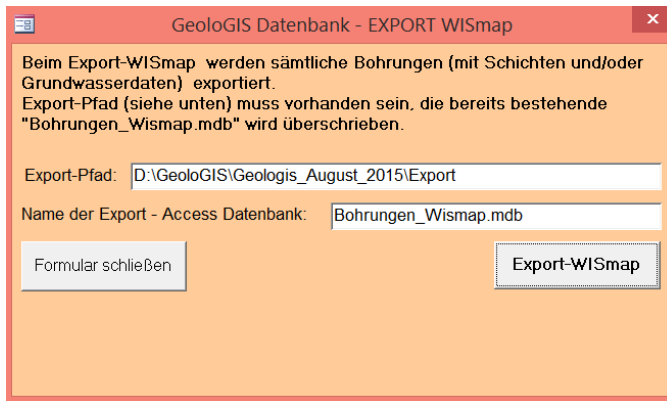 GeoloGIS Datenbank - EXPORT WISmap
Beim Export-WISmap werden sämtliche Bohrungen (mit Schichten und/oder
Grundwasserdaten) exportiert.
Export-Pfad (siehe unten) muss vorhanden sein, die bereits bestehende
"Bohrungen_Wismap.mdb" wird überschrieben.
Export-Pfad: D:\GeoloGIS\Geologis_August_2015\Export
Name der Export - Access Datenbank: Bohrungen_Wismap.mdb
Formular schließen Export-WISmap